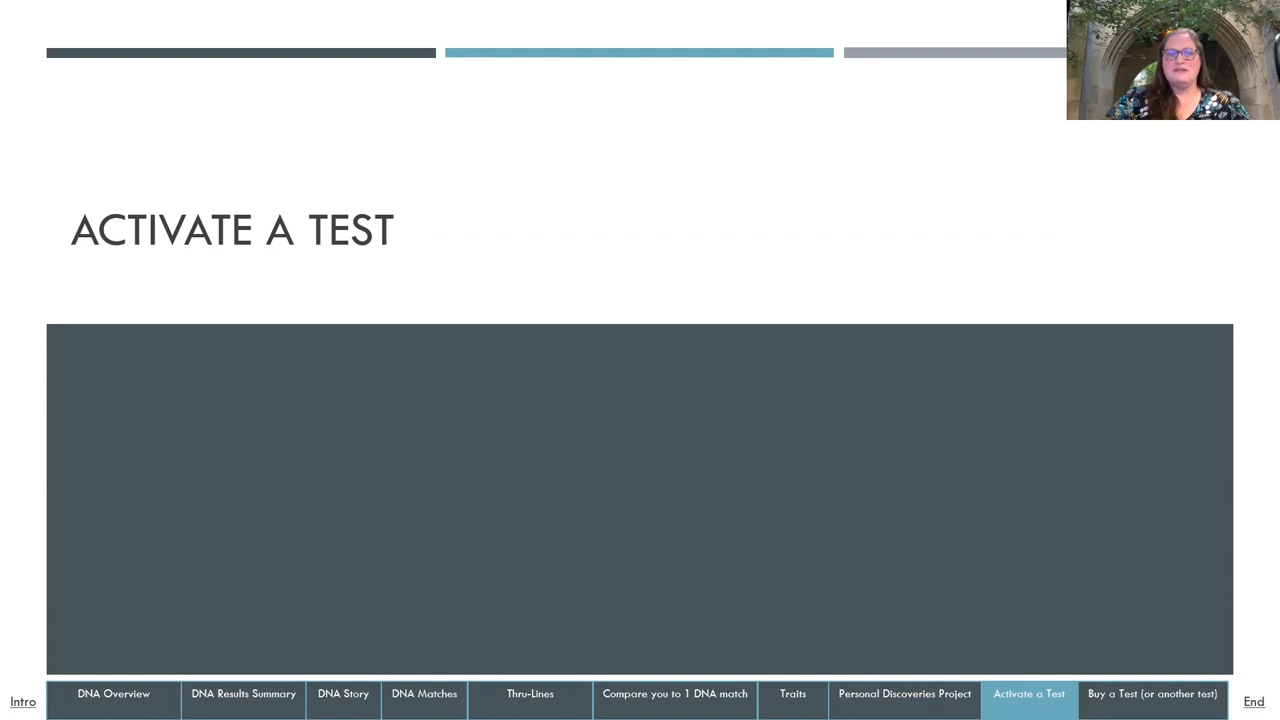 ACTIVATE A TEST
Intro
DNA Overview
DNA Results Summary
DNA Story
DNA Matches
Thru-Lines
Compare you to 1 DNA match
Traits
Personal Discoveries Project
Activate a Test
Buy a Test (or another test)
End